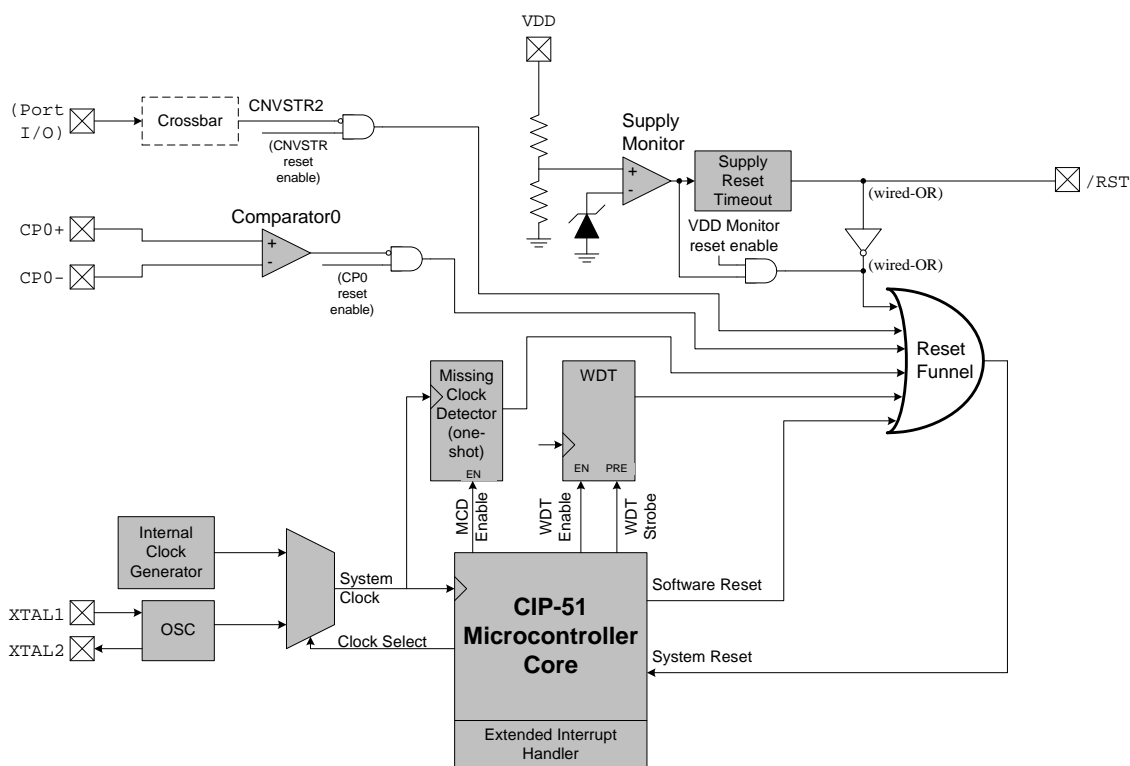 VDD
(Port
I/O)
Crossbar
CNVSTR2
(CNVSTR
reset
enable)
Supply
Monitor
+
-
Supply
Reset
Timeout
(wired-OR)
/RST
CP0+
CP0-
Comparator0
+
-
(CP0
reset
enable)
VDD Monitor
reset enable
(wired-OR)
Reset
Funnel
Missing
Clock
Detector
(one-
shot)
EN
WDT
EN
PRE
MCD
Enable
WDT
Enable
WDT
Strobe
Internal
Clock
Generator
System
Clock
XTAL1
XTAL2
OSC
Clock Select
CIP-51
Microcontroller
Core
Software Reset
System Reset
Extended Interrupt
Handler